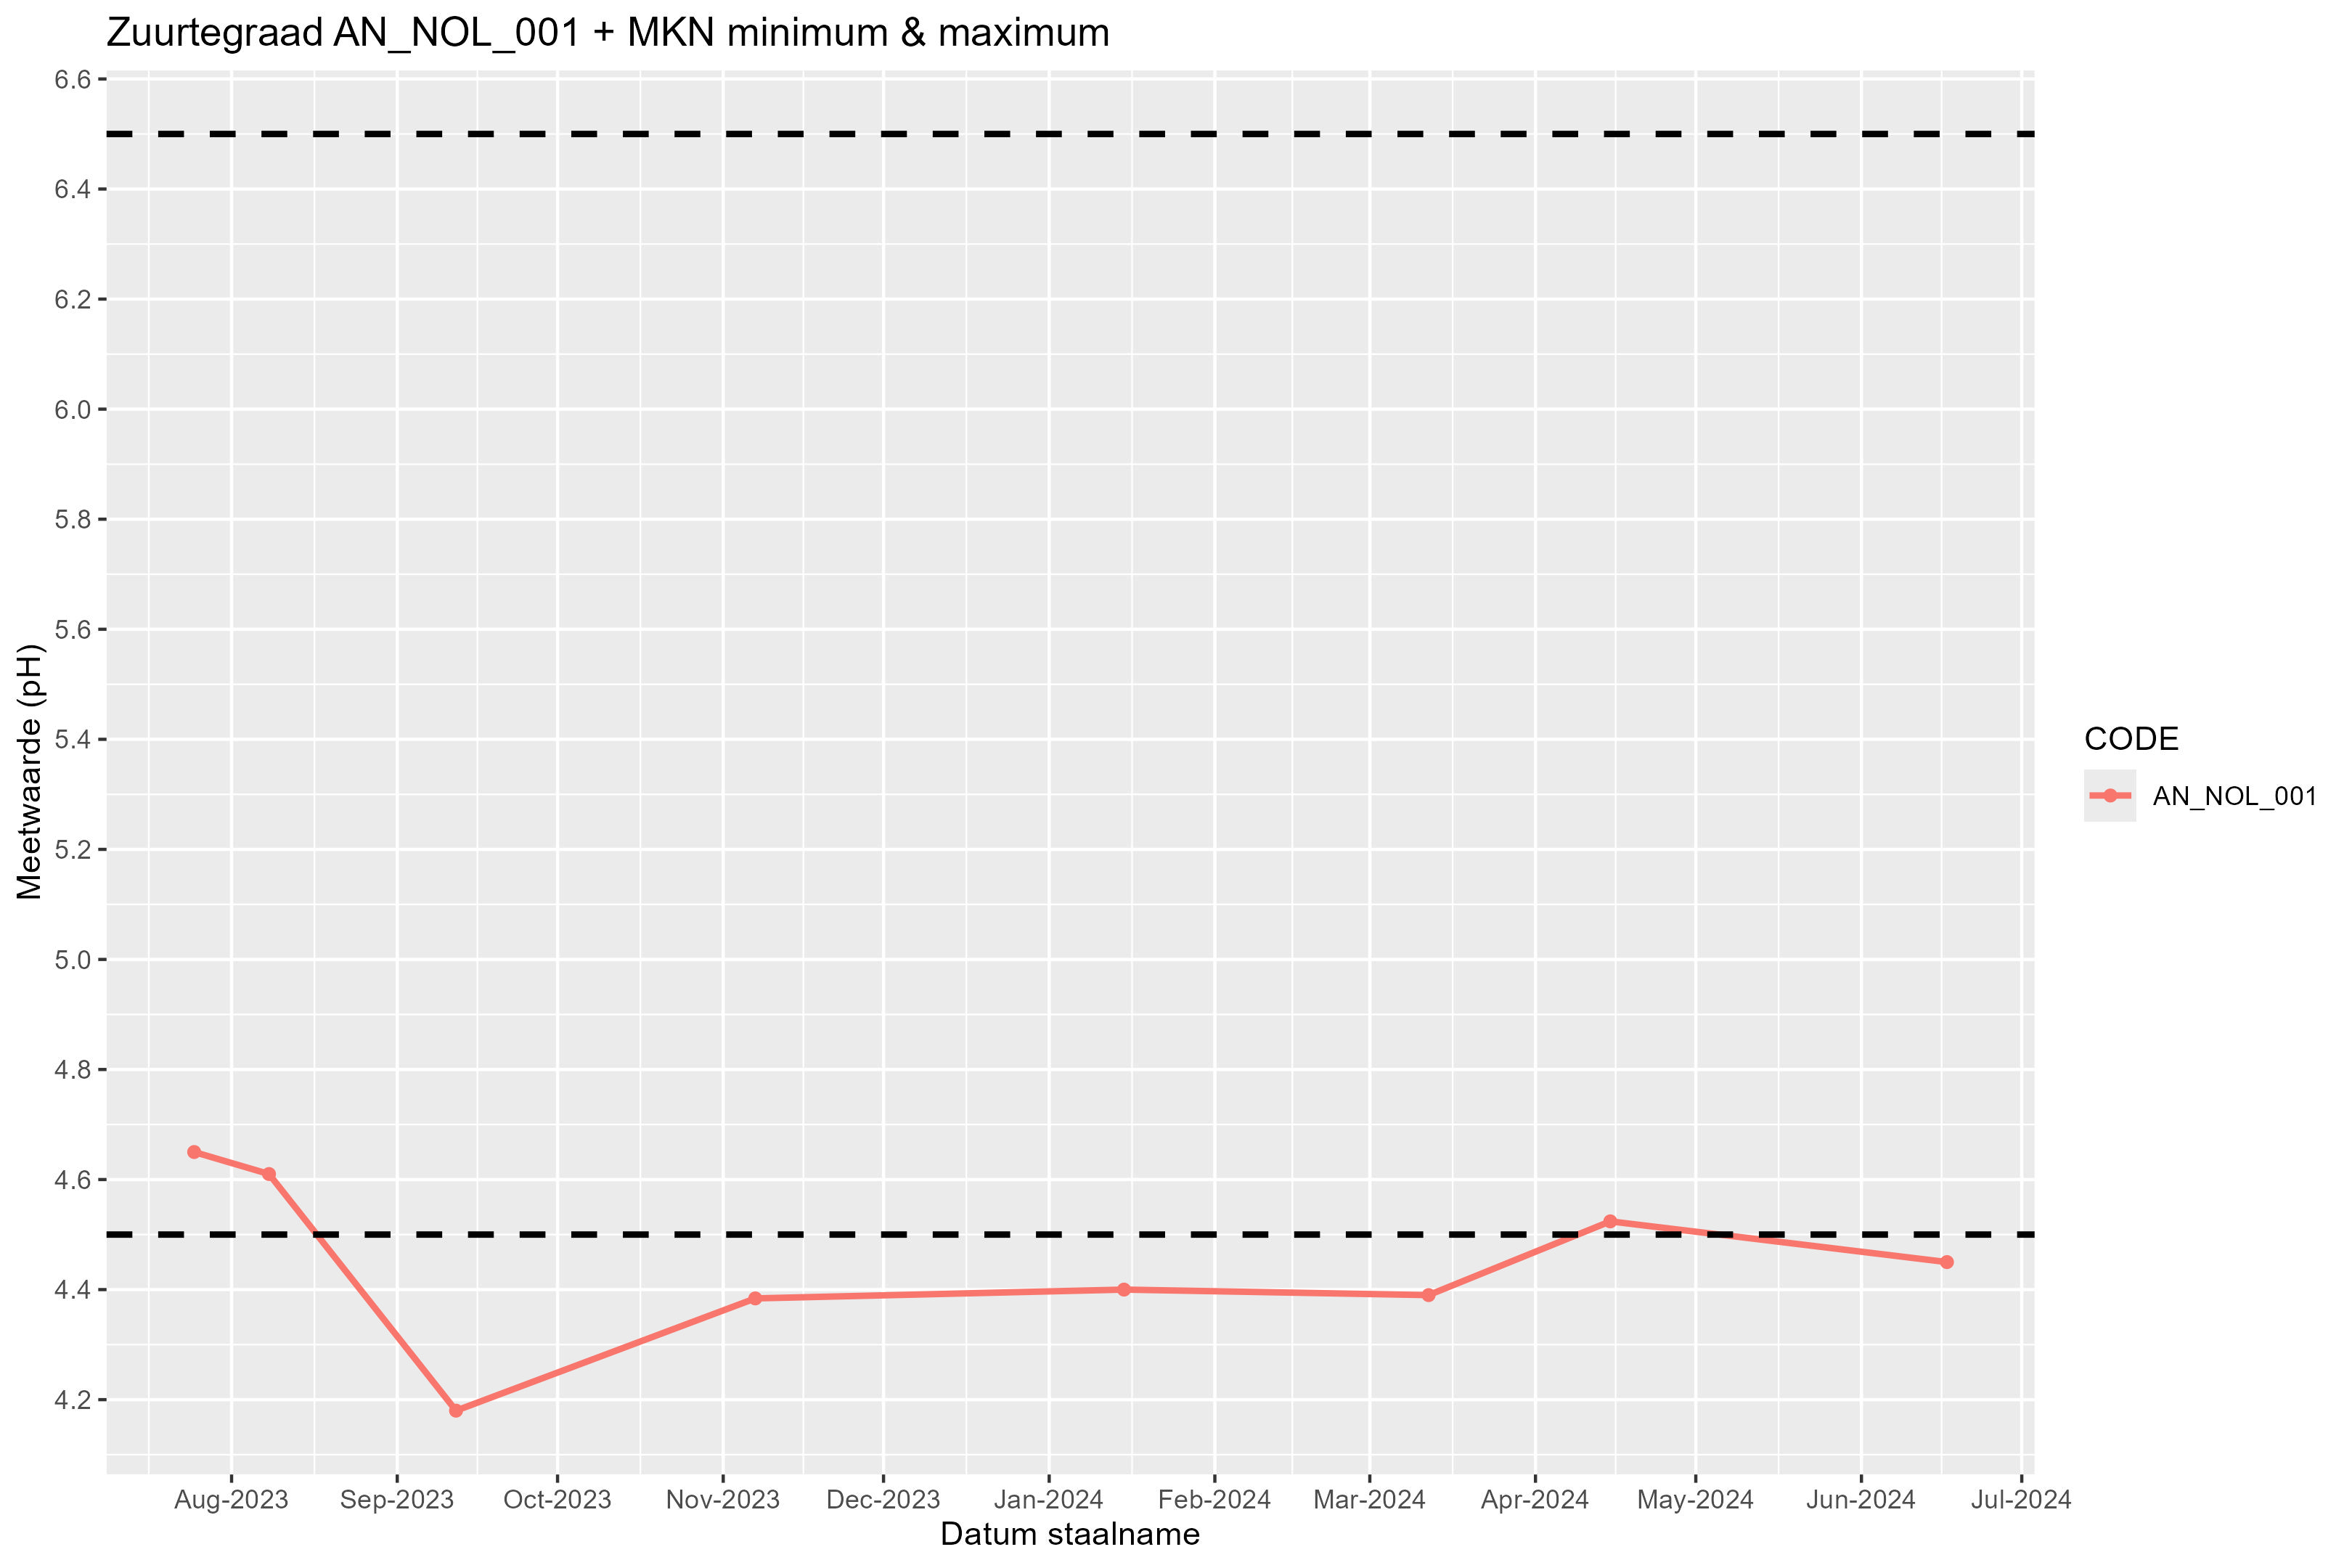 Zuurtegraad AN_NOL_001 + MKN minimum & maximum
Meetwaarde (pH)
6.6
6.4
6.2
6.0
5.8
5.6
5.4
5.2
5.0
4.8
4.6
4.4
4.2
Aug-2023 Sep-2023 Oct-2023 Nov-2023 Dec-2023 Jan-2024 Feb-2024 Mar-2024 Apr-2024 May-2024 Jun-2024 Jul-2024
Datum staalname
CODE
AN_NOL_001